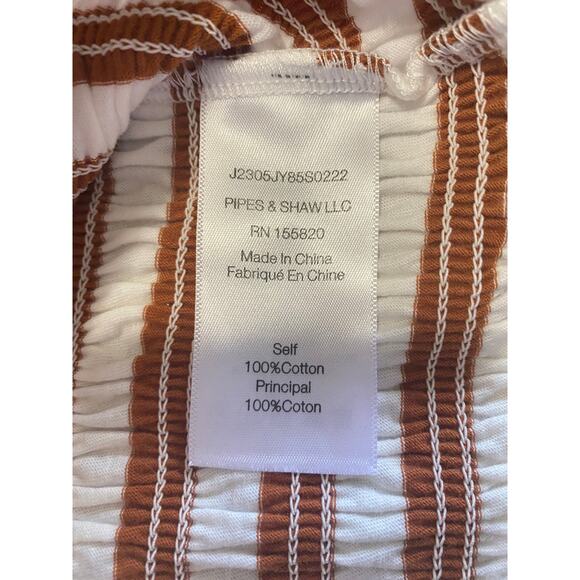 J2305JY85S0222
PIPES & SHAW LLC
RN 155820
Made In China
Fabriqué En Chine
Self
100%Cotton
Principal
100%Coton